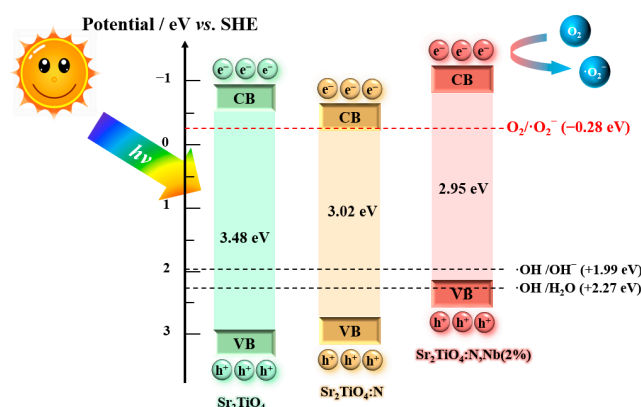 Potential / eV vs. SHE
O₂
·O₂⁻
e⁻ e⁻ e⁻
e⁻ e⁻ e⁻
e⁻ e⁻ e⁻
−1
CB
CB
CB
0
O₂/·O₂⁻ (−0.28 eV)
hν
1
3.48 eV
3.02 eV
2.95 eV
2
·OH /OH⁻ (+1.99 eV)
·OH /H₂O (+2.27 eV)
VB
VB
VB
3
h⁺ h⁺ h⁺
h⁺ h⁺ h⁺
h⁺ h⁺ h⁺
Sr₂TiO₄
Sr₂TiO₄:N
Sr₂TiO₄:N,Nb(2%)